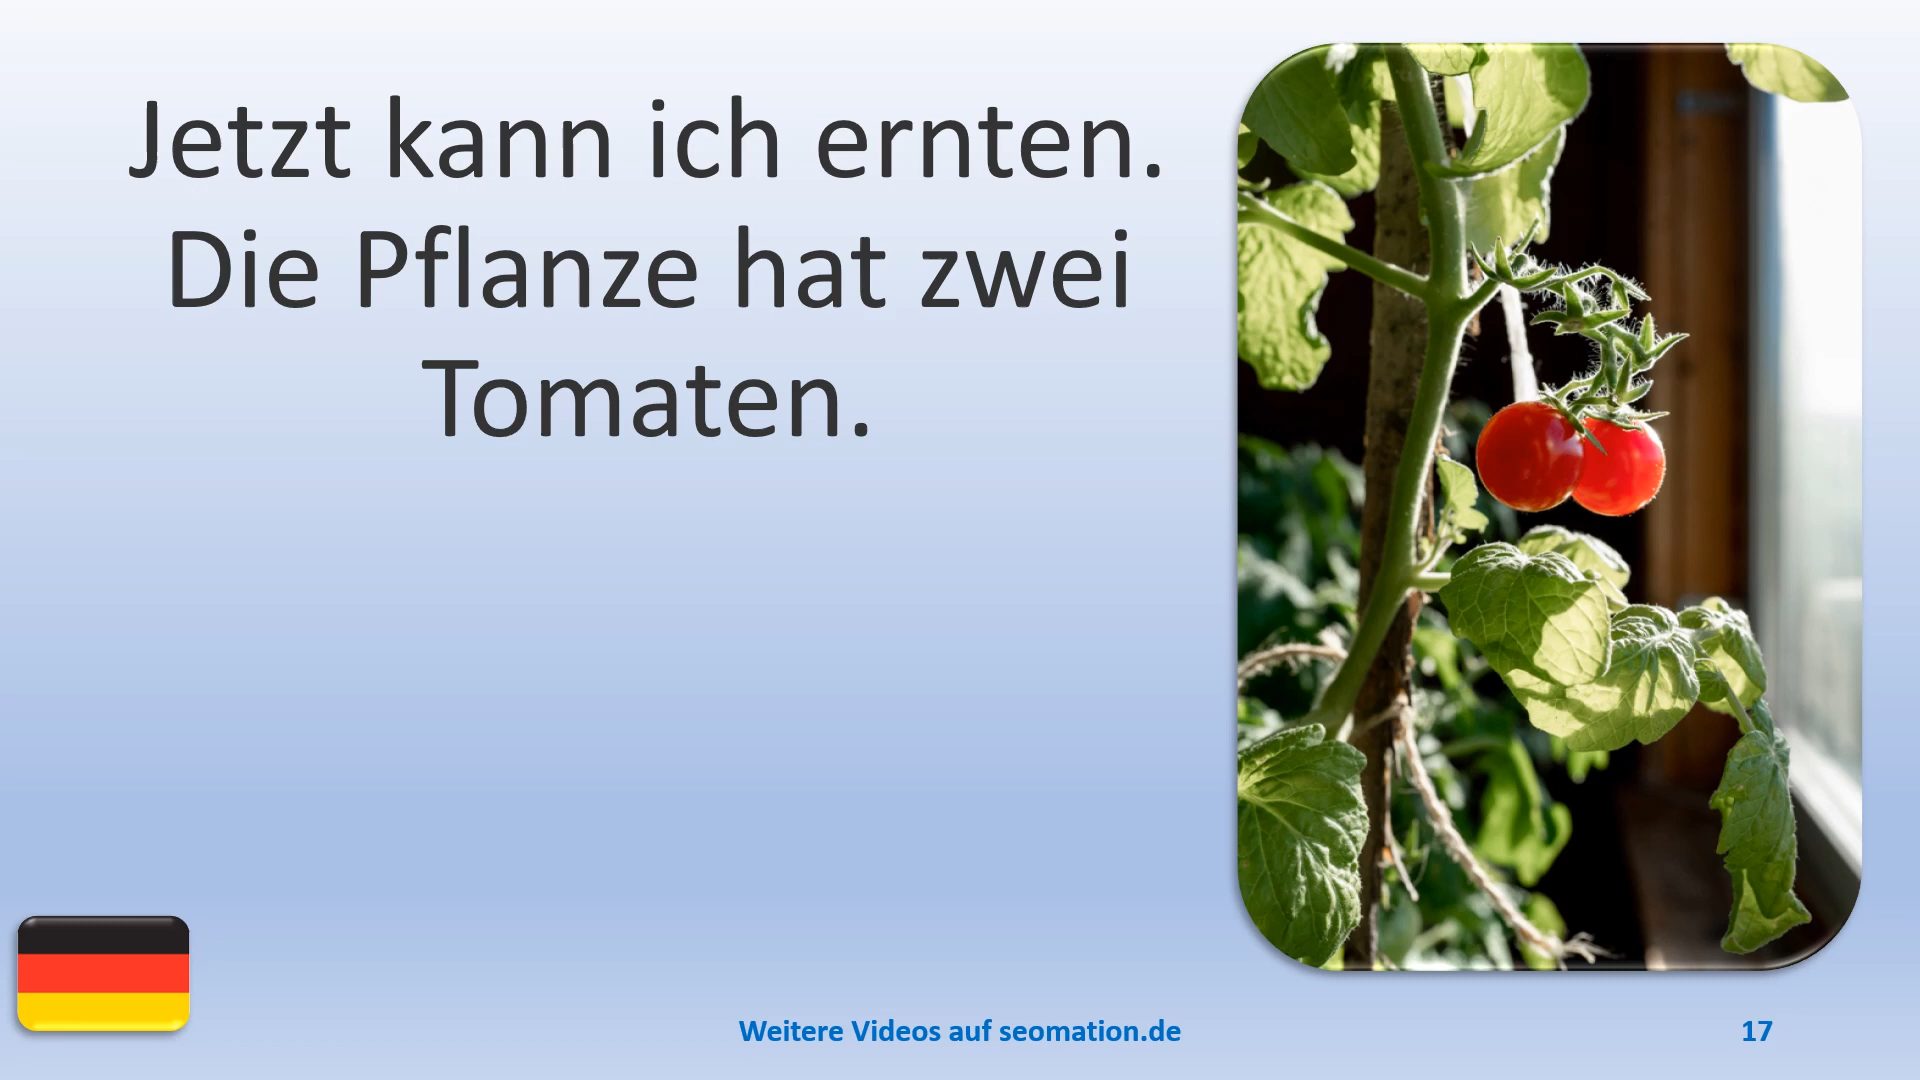 Jetzt kann ich ernten.
Die Pflanze hat zwei
Tomaten.
Weitere Videos auf seomation.de
17